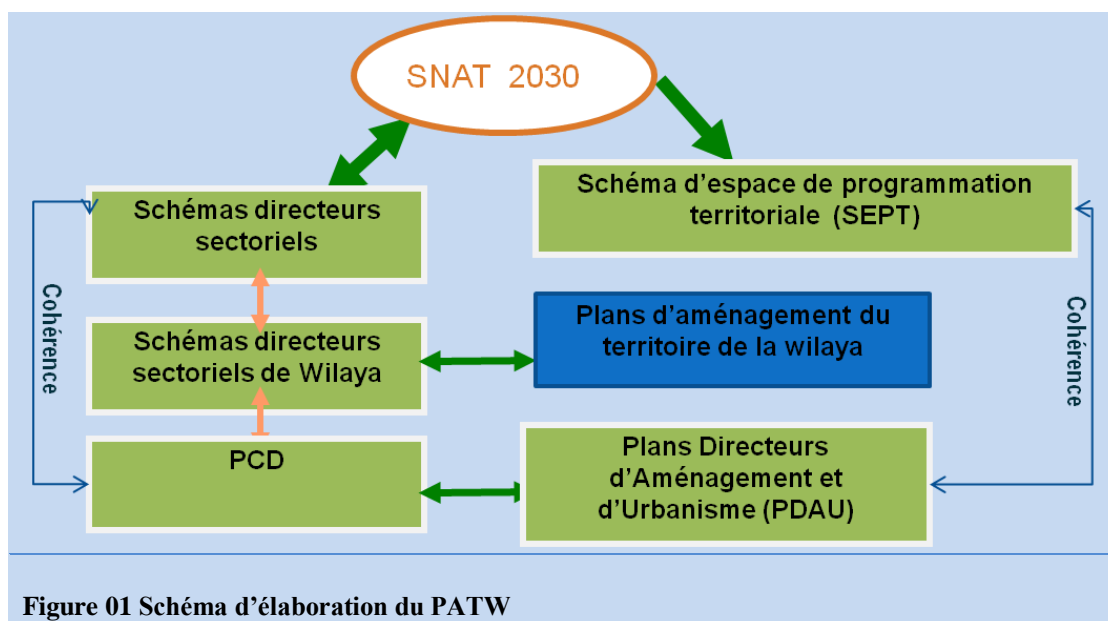 SNAT 2030
Schémas directeurs
sectoriels
Schéma d'espace de programmation
territoriale (SEPT)
Cohérence
Schémas directeurs
sectoriels de Wilaya
Plans d'aménagement du
territoire de la wilaya
Cohérence
PCD
Plans Directeurs
d'Aménagement et
d'Urbanisme (PDAU)
Figure 01 Schéma d'élaboration du PATW